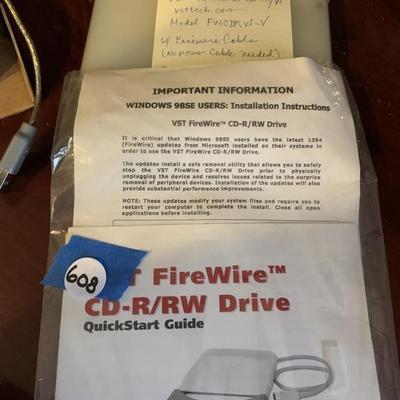 vsttech.com
Model FWCDRW-V
w/ Firewire Cable
(No power Cable needed)
IMPORTANT INFORMATION
WINDOWS 98SE USERS: Installation Instructions
VST FireWire™ CD-R/RW Drive
It is critical that Windows 98SE users have the latest 1394
(FireWire) updates from Microsoft installed on their systems in
order to use the VST FireWire CD-R/RW Drive.
The updates install a safe removal utility that allows you to safely
stop the VST FireWire CD-R/RW Drive prior to physically
unplugging the device and resolves issues related to the surprise
removal of peripheral devices. Installation of the updates will also
provide substantial performance improvements.
NOTE: These updates modify your system files and require you to
restart your computer to complete the install. Close all open
applications before installing.
608
FireWire™
CD-R/RW Drive
QuickStart Guide